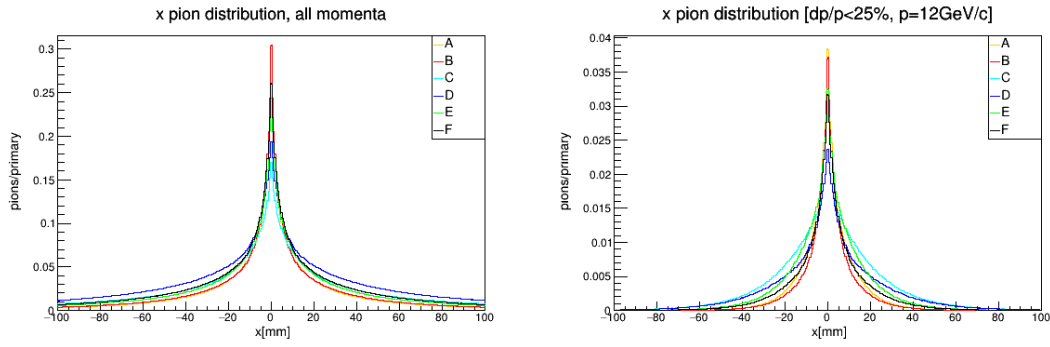 x pion distribution, all momenta
pions/primary
0.3
0.25
0.2
0.15
0.1
0.05
0
−100 −80 −60 −40 −20 0 20 40 60 80 100
x[mm]
A
B
C
D
E
F
x pion distribution [dp/p<25%, p=12GeV/c]
pions/primary
0.04
0.035
0.03
0.025
0.02
0.015
0.01
0.005
0
−100 −80 −60 −40 −20 0 20 40 60 80 100
x[mm]
A
B
C
D
E
F